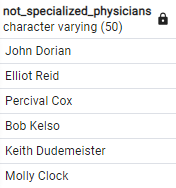 not_specialized_physicians
character varying (50)
John Dorian
Elliot Reid
Percival Cox
Bob Kelso
Keith Dudemeister
Molly Clock